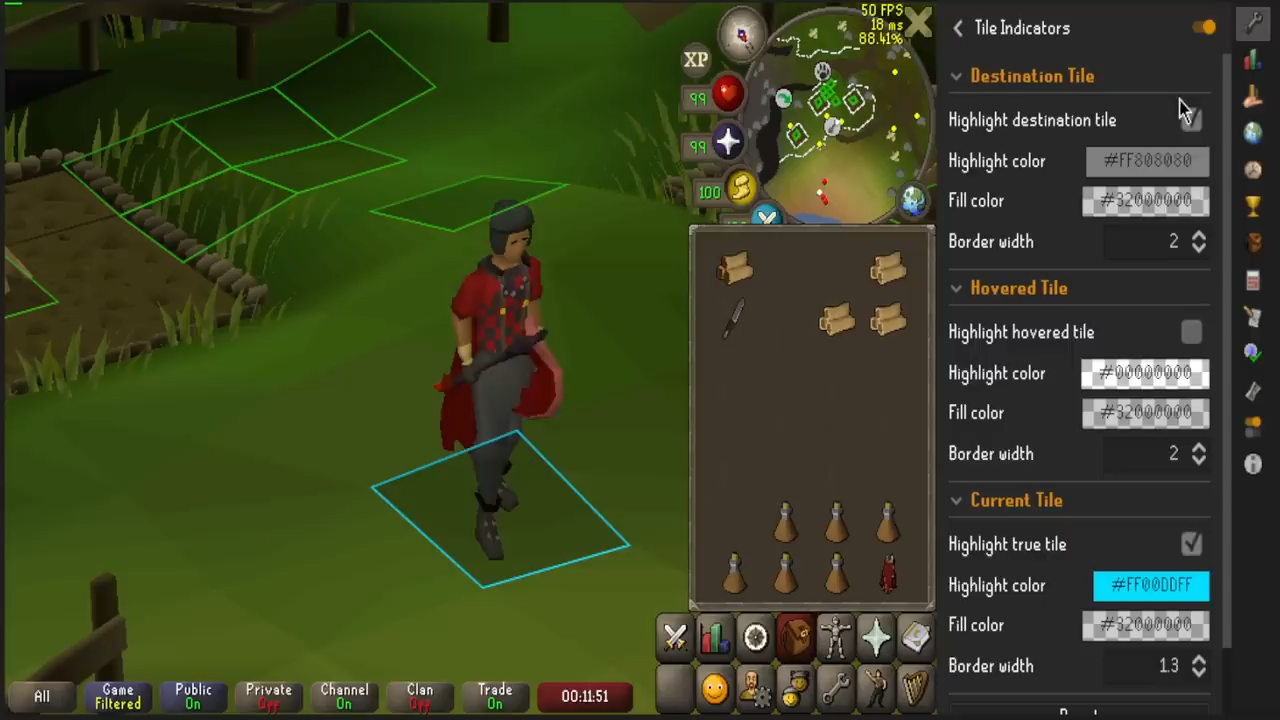 50 FPS
18 ms
88.41%
XP
99
99
100
Tile Indicators
Destination Tile
Highlight destination tile
Highlight color #FF808080
Fill color #32000000
Border width 2
Hovered Tile
Highlight hovered tile
Highlight color #00000000
Fill color #32000000
Border width 2
Current Tile
Highlight true tile
Highlight color #FF00DDFF
Fill color #32000000
Border width 1.3
All
Game Filtered
Public On
Private Off
Channel On
Clan Off
Trade On
00:11:51